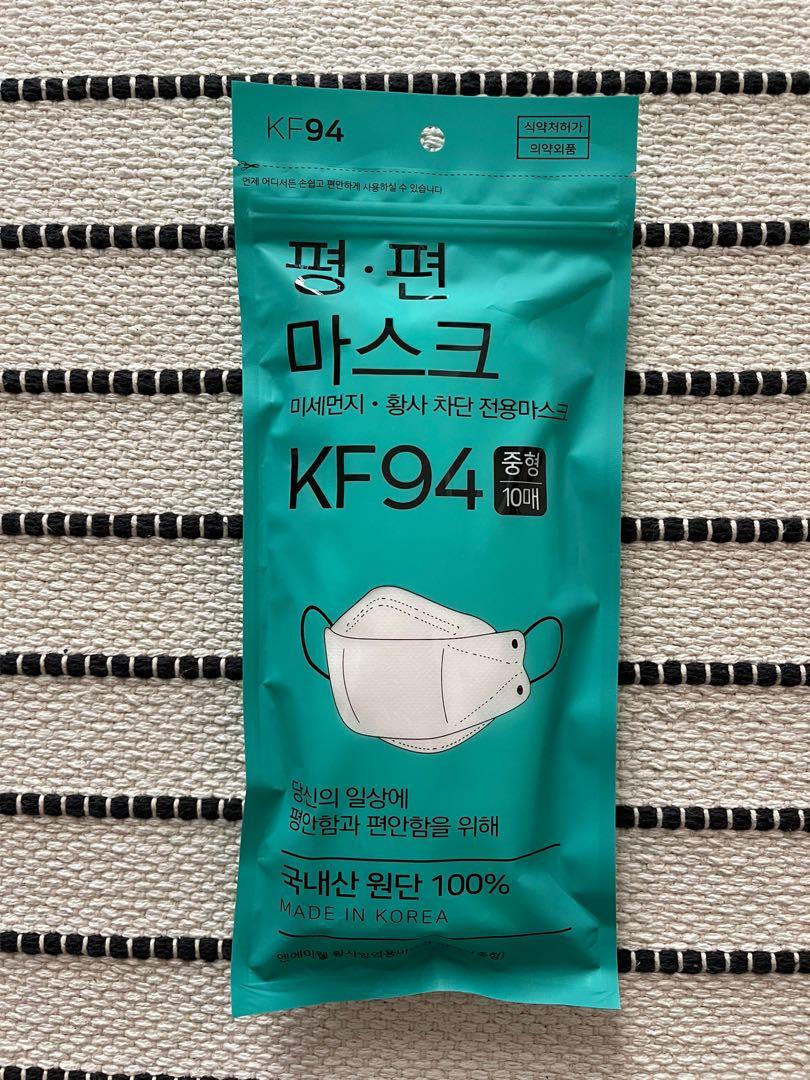 KF94
식약처허가
의약외품
언제 어디서든 손쉽고 편안하게 사용하실 수 있습니다
평·편
마스크
미세먼지·황사 차단 전용마스크
KF94
중형
10매
당신의 일상에
평안함과 편안함을 위해
국내산 원단 100%
MADE IN KOREA
엔에이웰